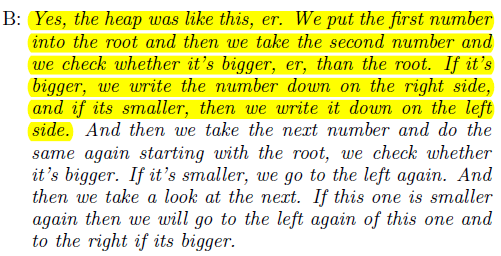 B: Yes, the heap was like this, er. We put the first number
into the root and then we take the second number and
we check whether it's bigger, er, than the root. If it's
bigger, we write the number down on the right side,
and if its smaller, then we write it down on the left
side. And then we take the next number and do the
same again starting with the root, we check whether
it's bigger. If it's smaller, we go to the left again. And
then we take a look at the next. If this one is smaller
again then we will go to the left again of this one and
to the right if its bigger.